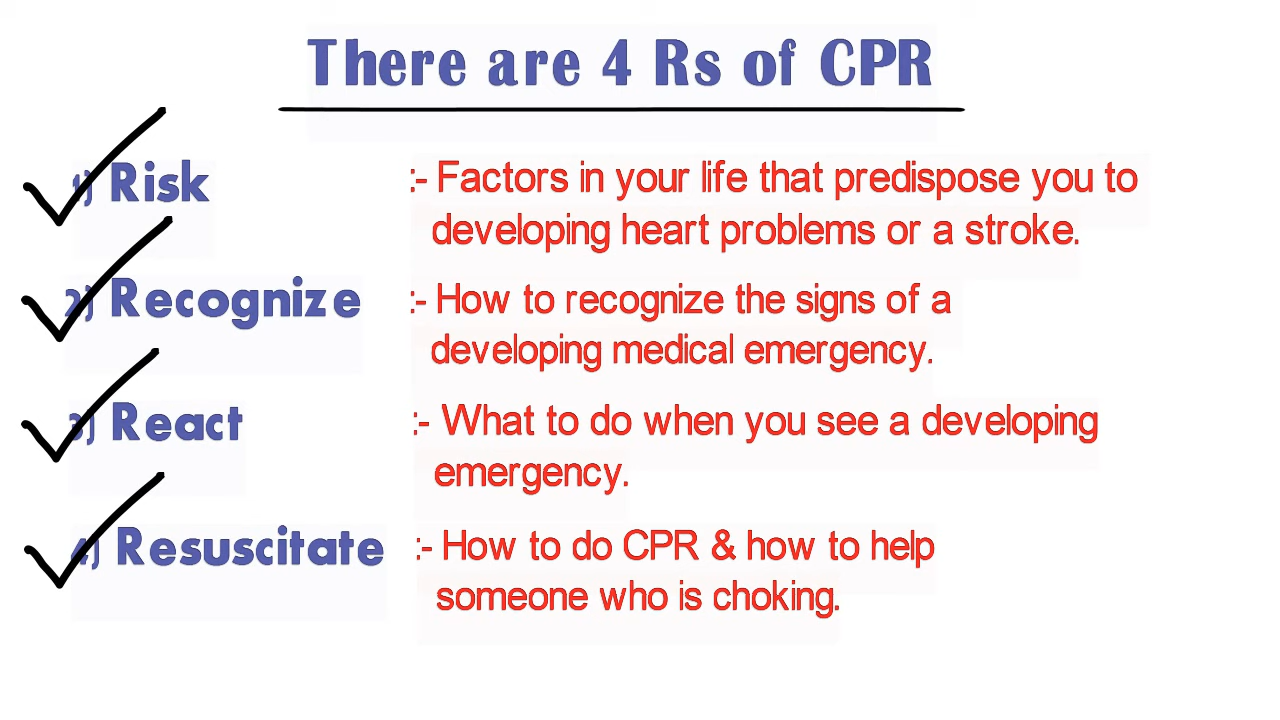 There are 4 Rs of CPR
1) Risk :- Factors in your life that predispose you to
developing heart problems or a stroke.
2) Recognize :- How to recognize the signs of a
developing medical emergency.
3) React :- What to do when you see a developing
emergency.
4) Resuscitate :- How to do CPR & how to help
someone who is choking.